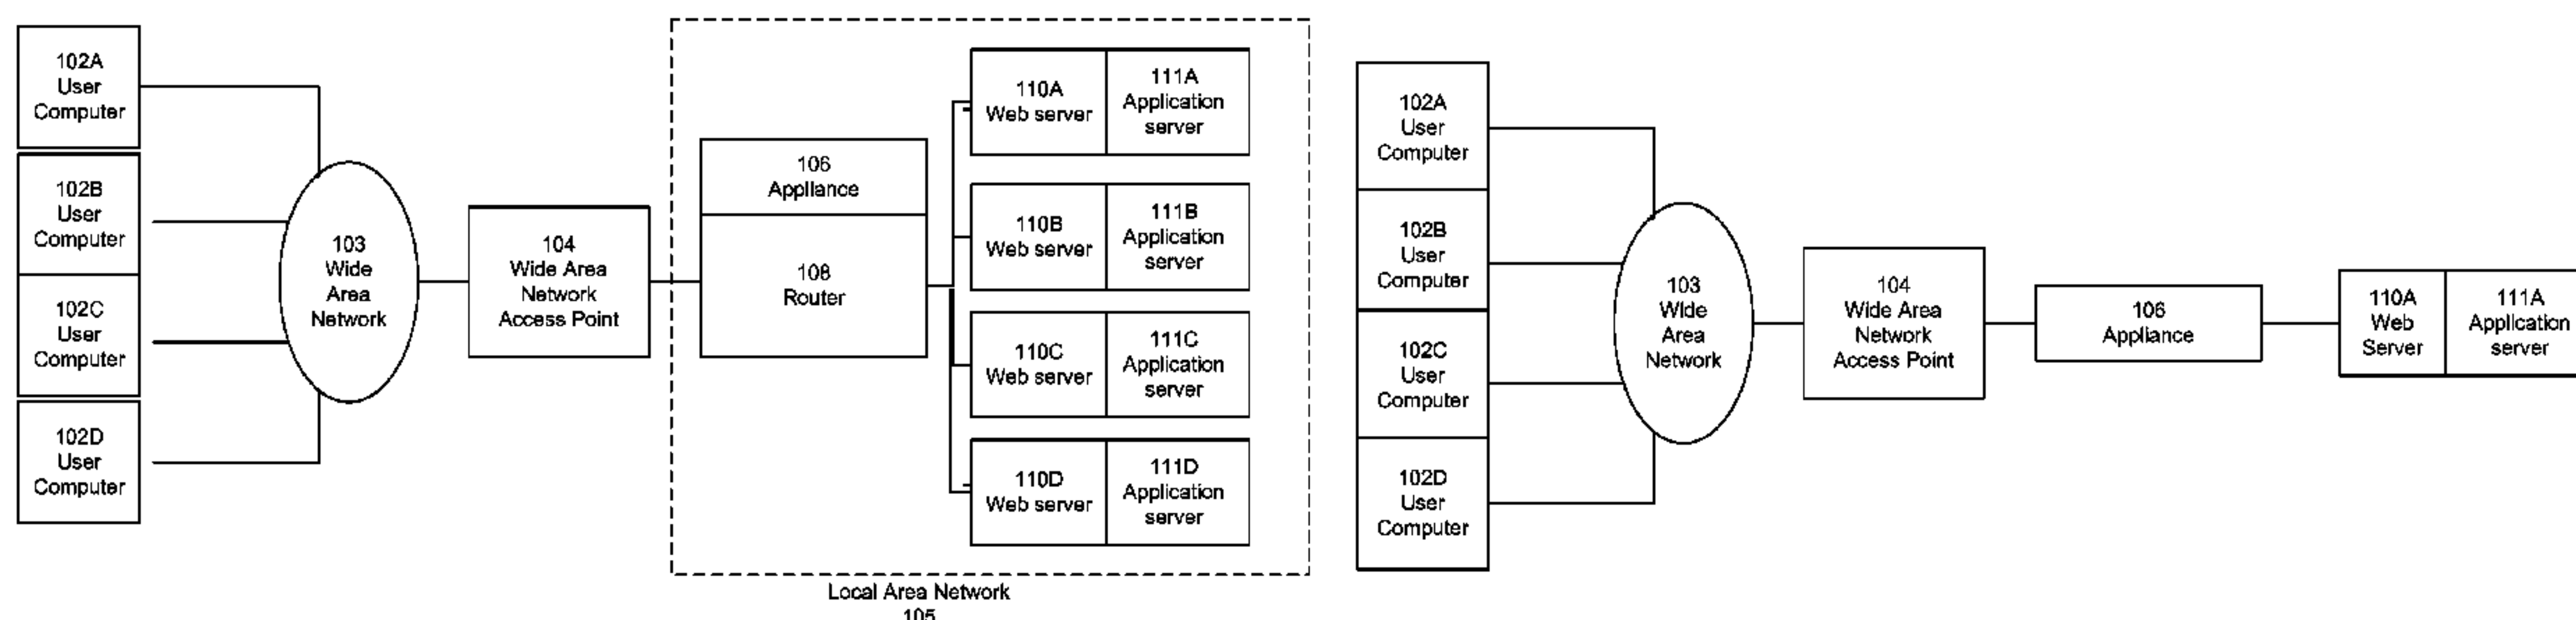 102A
User
Computer
102B
User
Computer
102C
User
Computer
102D
User
Computer
103
Wide
Area
Network
104
Wide Area
Network
Access Point
106
Appliance
108
Router
110A
Web server
111A
Application
server
110B
Web server
111B
Application
server
110C
Web server
111C
Application
server
110D
Web server
111D
Application
server
Local Area Network
105
102A
User
Computer
102B
User
Computer
102C
User
Computer
102D
User
Computer
103
Wide
Area
Network
104
Wide Area
Network
Access Point
106
Appliance
110A
Web
Server
111A
Application
server